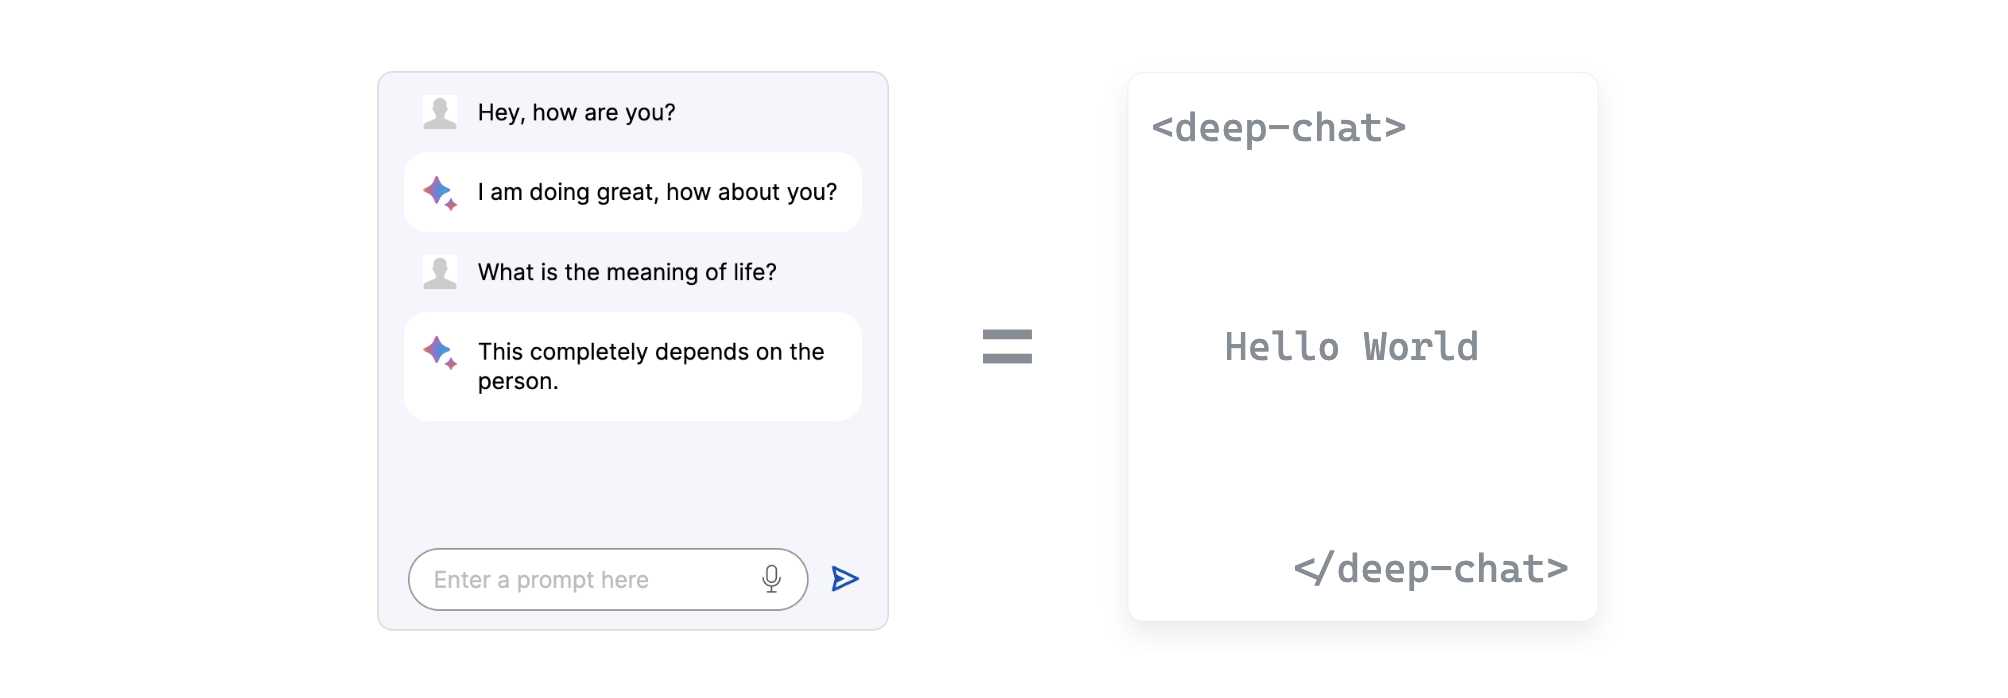 Hey, how are you?
I am doing great, how about you?
What is the meaning of life?
This completely depends on the
person.
Enter a prompt here
=
<deep-chat>
Hello World
</deep-chat>